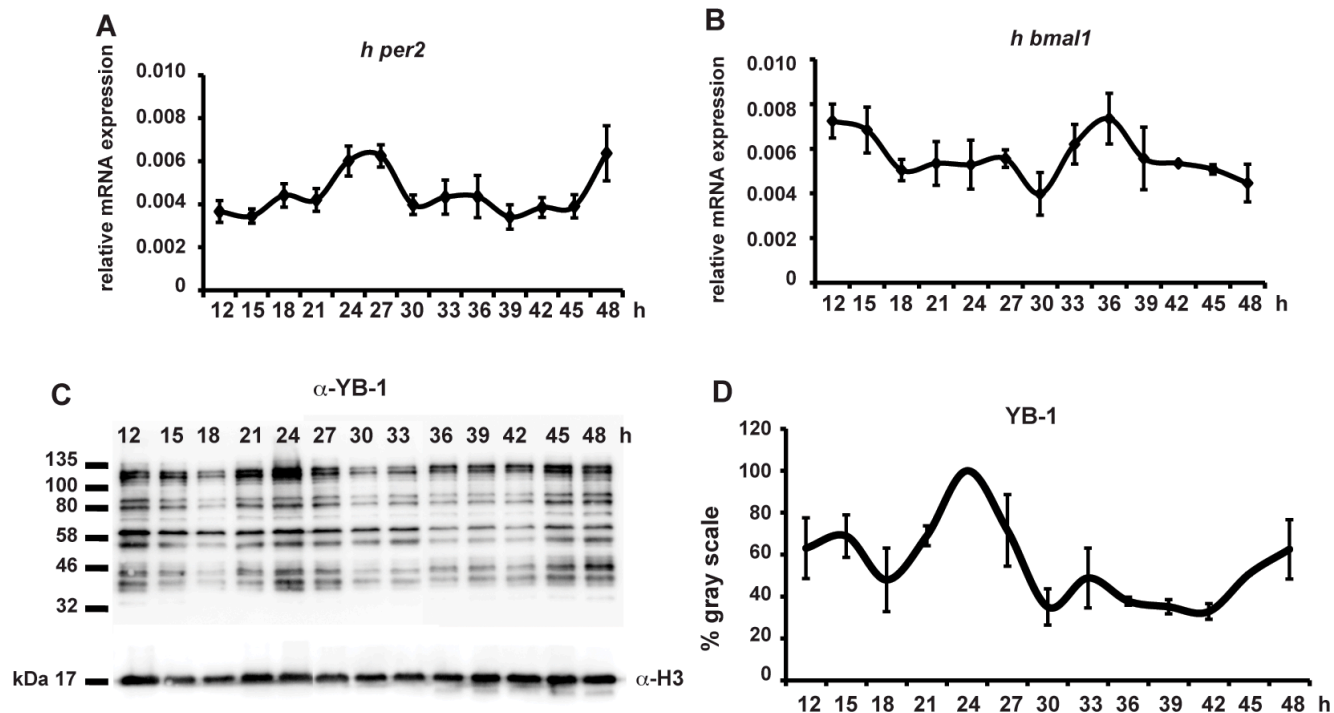 A
h per2
relative mRNA expression
0.010
0.008
0.006
0.004
0.002
0
12 15 18 21 24 27 30 33 36 39 42 45 48 h
B
h bmal1
relative mRNA expression
0.010
0.008
0.006
0.004
0.002
0
12 15 18 21 24 27 30 33 36 39 42 45 48 h
C
α-YB-1
12 15 18 21 24 27 30 33 36 39 42 45 48 h
135
100
80
58
46
32
kDa 17
α-H3
D
YB-1
% gray scale
120
100
80
60
40
20
0
12 15 18 21 24 27 30 33 36 39 42 45 48 h